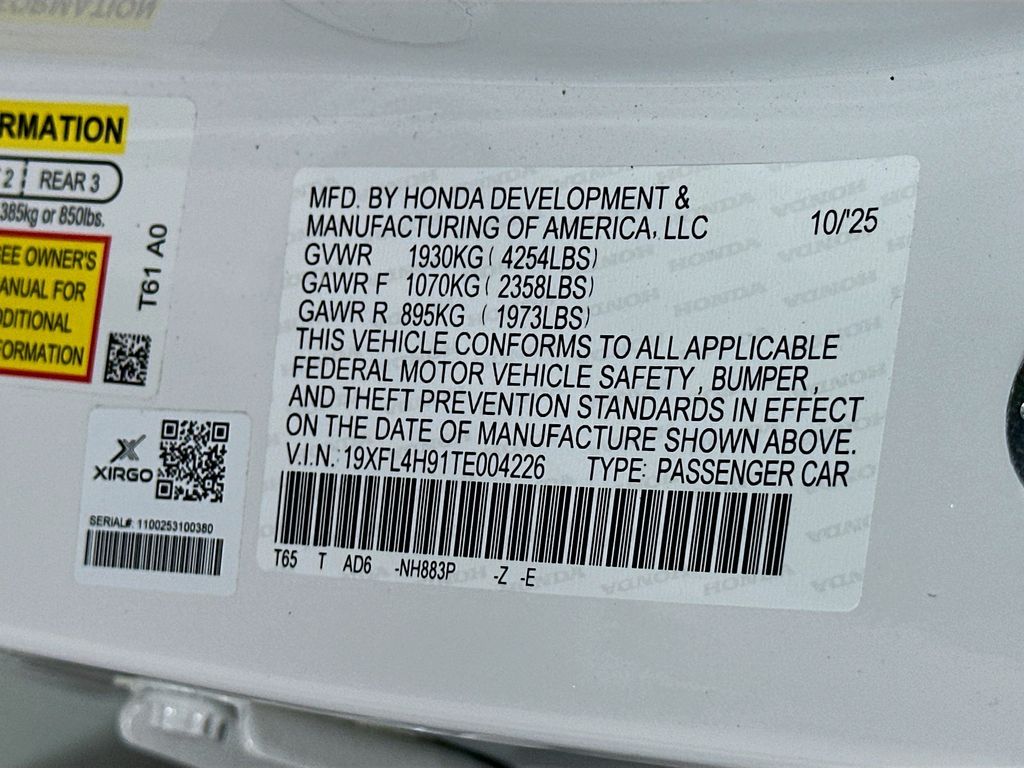 RMATION
2 REAR 3
385kg or 850lbs.
EE OWNER'S
ANUAL FOR
DDITIONAL
FORMATION
T61 A0
XIRGO
SERIAL#: 1100253100380
MFD. BY HONDA DEVELOPMENT &
MANUFACTURING OF AMERICA, LLC 10/'25
GVWR 1930KG ( 4254LBS)
GAWR F 1070KG ( 2358LBS)
GAWR R 895KG ( 1973LBS)
THIS VEHICLE CONFORMS TO ALL APPLICABLE
FEDERAL MOTOR VEHICLE SAFETY, BUMPER,
AND THEFT PREVENTION STANDARDS IN EFFECT
ON THE DATE OF MANUFACTURE SHOWN ABOVE.
V.I.N.: 19XFL4H91TE004226 TYPE: PASSENGER CAR
T65 T AD6 -NH883P -Z -E